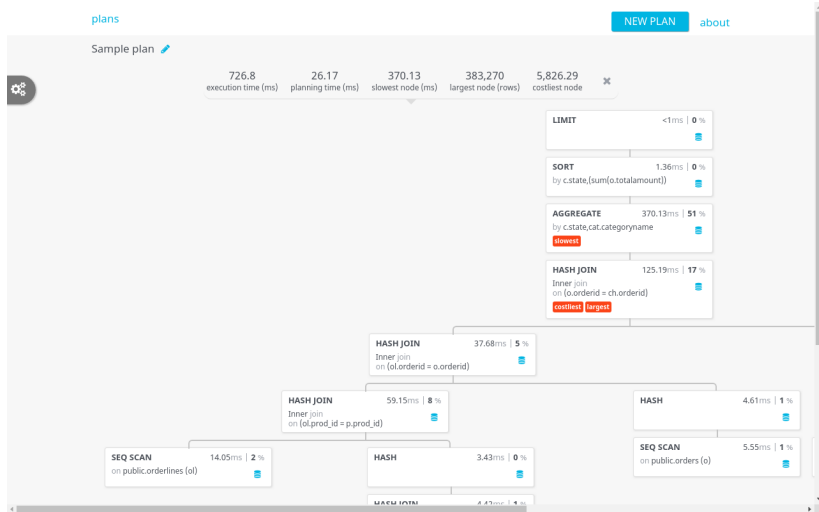 plans
NEW PLAN
about
Sample plan
726.8
execution time (ms)
26.17
planning time (ms)
370.13
slowest node (ms)
383,270
largest node (rows)
5,826.29
costliest node
LIMIT <1ms | 0 %
SORT 1.36ms | 0 %
by c.state,(sum(o.totalamount))
AGGREGATE 370.13ms | 51 %
by c.state,cat.categoryname
slowest
HASH JOIN 125.19ms | 17 %
Inner join
on (o.orderid = ch.orderid)
costliest largest
HASH JOIN 37.68ms | 5 %
Inner join
on (ol.orderid = o.orderid)
HASH JOIN 59.15ms | 8 %
Inner join
on (ol.prod_id = p.prod_id)
HASH 4.61ms | 1 %
SEQ SCAN 14.05ms | 2 %
on public.orderlines (ol)
HASH 3.43ms | 0 %
SEQ SCAN 5.55ms | 1 %
on public.orders (o)
HASH JOIN 4.42ms | 1 %